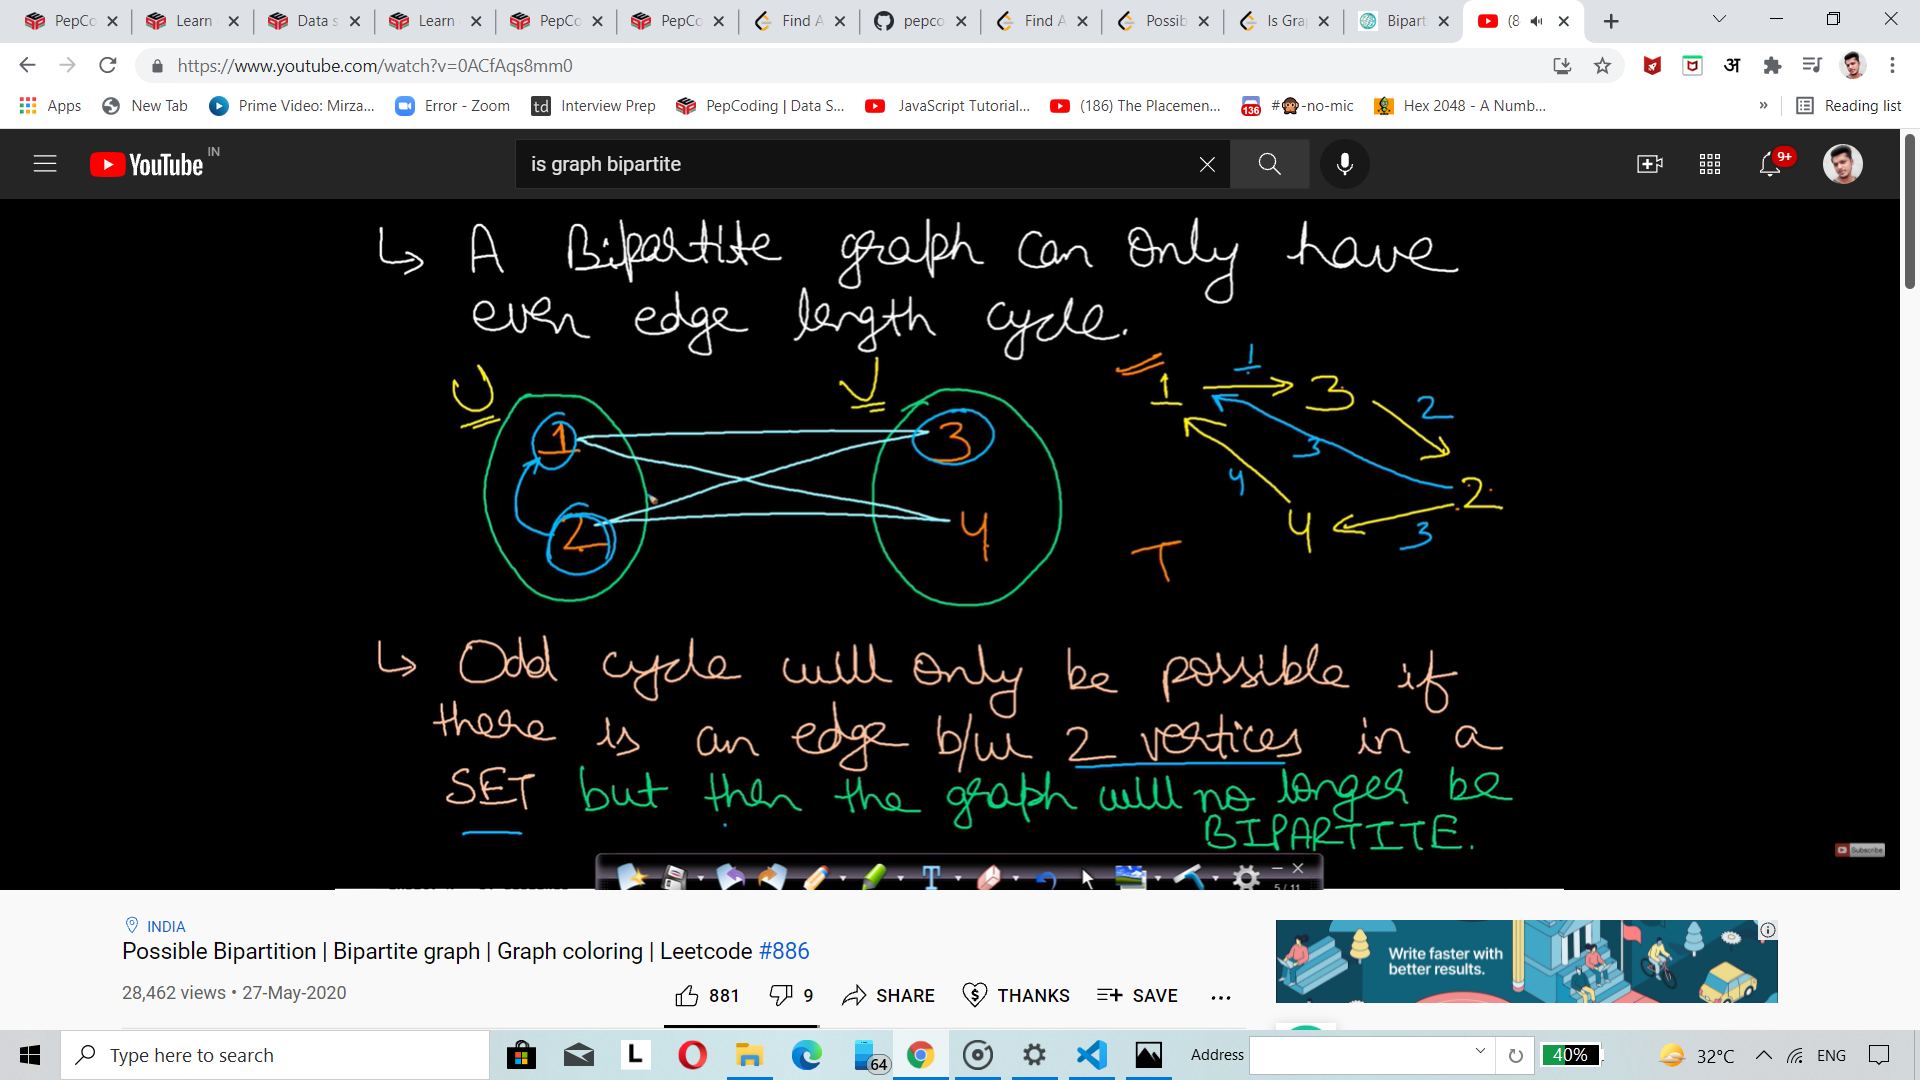 PepCo
Learn
Data s
Learn
PepCo
PepCo
Find A
pepco
Find A
Possib
Is Gra
Bipart
(8
https://www.youtube.com/watch?v=0ACfAqs8mm0
अ
Apps
New Tab
Prime Video: Mirza...
Error - Zoom
td
Interview Prep
PepCoding | Data S...
JavaScript Tutorial...
(186) The Placemen...
136
#🙊-no-mic
Hex 2048 - A Numb...
»
Reading list
YouTube IN
is graph bipartite
9+
↳ A Bipartite graph can only have
even edge length cycle.
U
V
1
2
3
4
1
1
3
2
2
4
3
4
3
T
↳ Odd cycle will only be possible if
there is an edge b/w 2 vertices in a
SET but then the graph will no longer be
BIPARTITE.
Subscribe
T
5/11
INDIA
Possible Bipartition | Bipartite graph | Graph coloring | Leetcode #886
28,462 views • 27-May-2020
881
9
SHARE
THANKS
SAVE
...
Write faster with
better results.
Type here to search
L
64
Address
40%
32°C
ENG